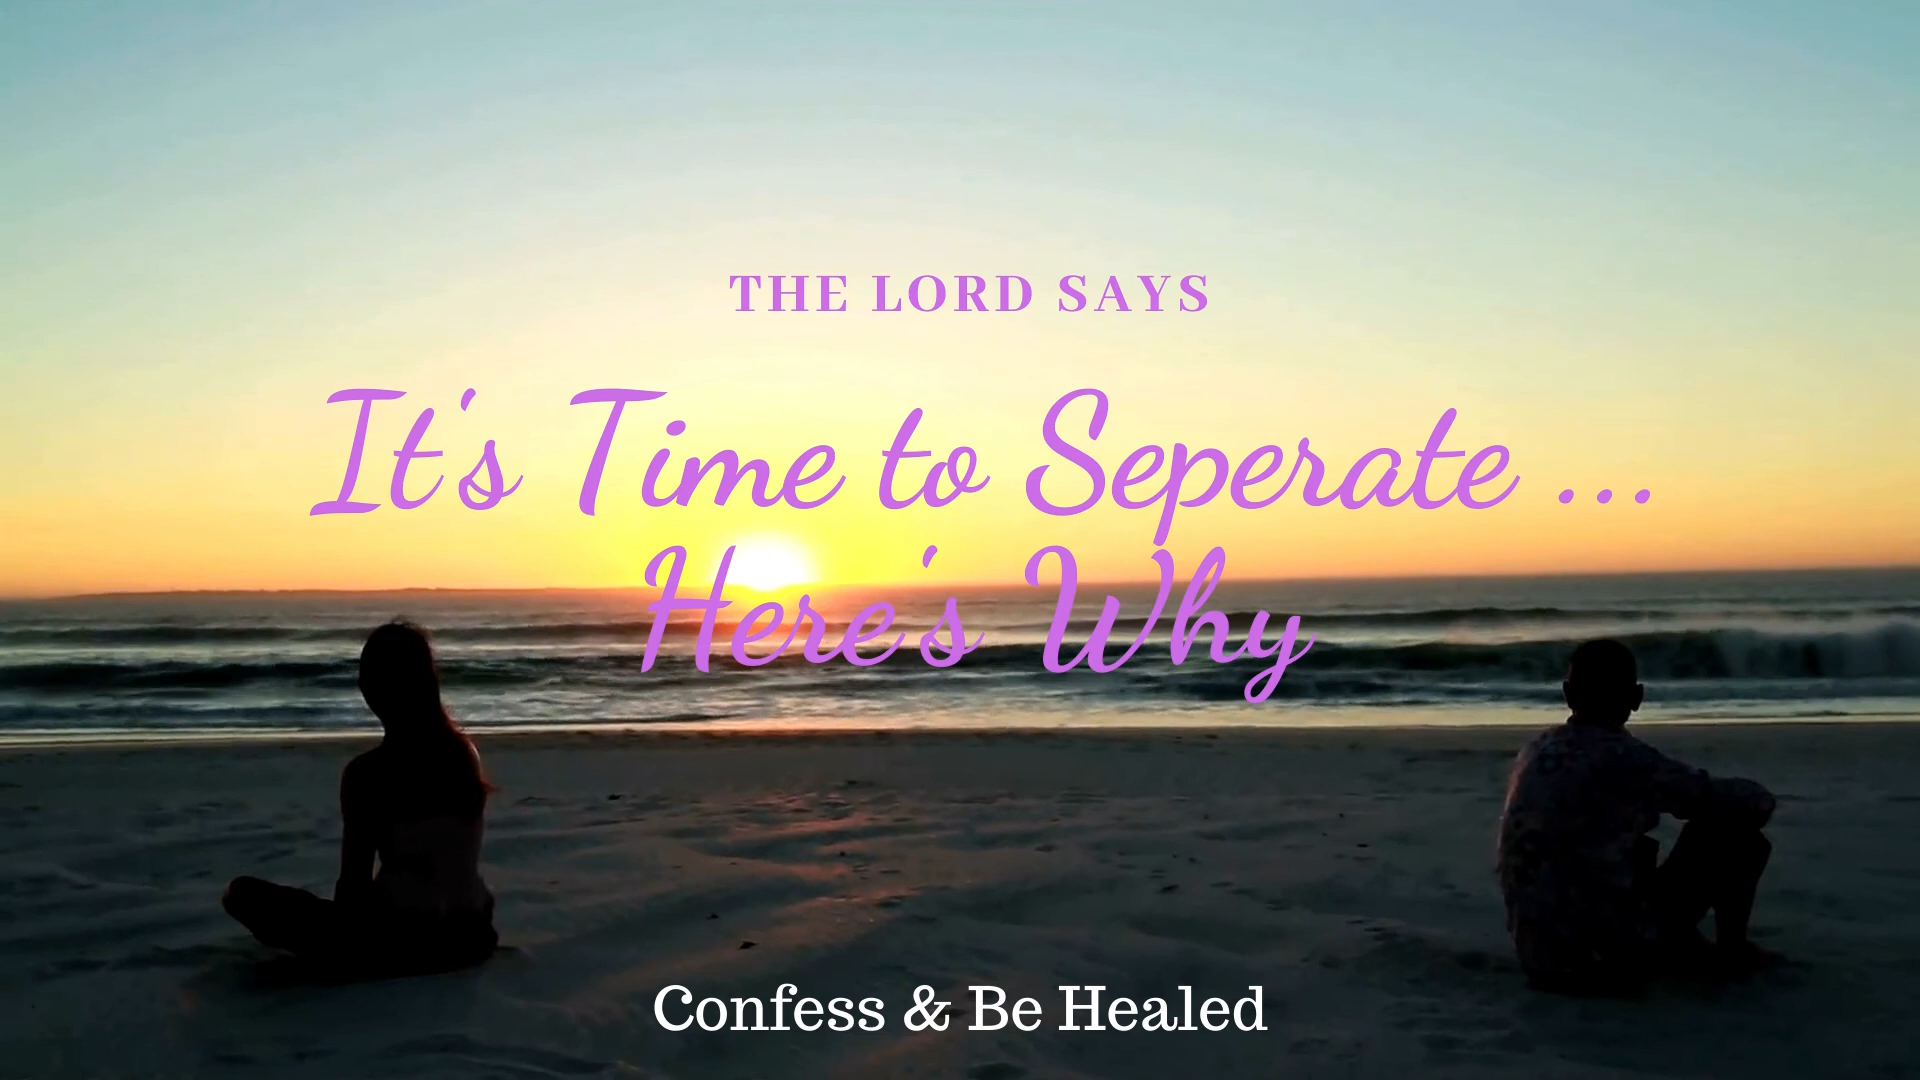 THE LORD SAYS
It's Time to Seperate ...
Here's Why
Confess & Be Healed